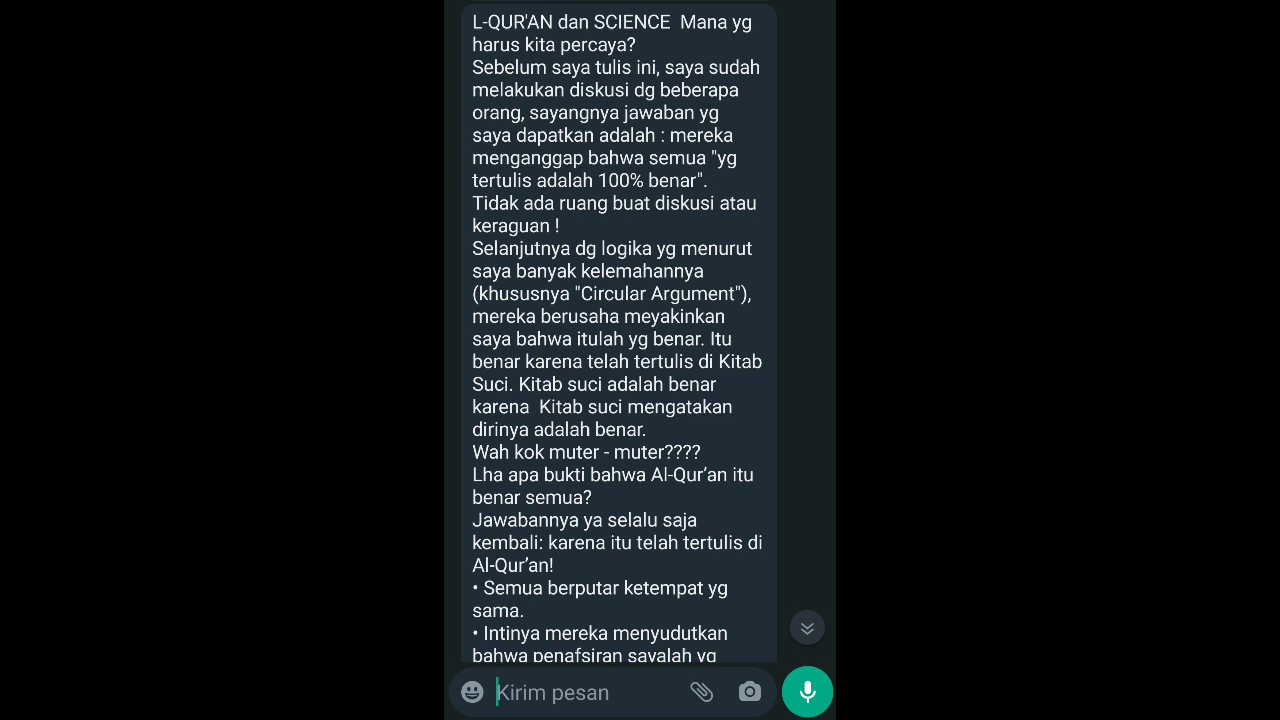 L-QUR'AN dan SCIENCE  Mana yg
harus kita percaya?
Sebelum saya tulis ini, saya sudah
melakukan diskusi dg beberapa
orang, sayangnya jawaban yg
saya dapatkan adalah : mereka
menganggap bahwa semua "yg
tertulis adalah 100% benar".
Tidak ada ruang buat diskusi atau
keraguan !
Selanjutnya dg logika yg menurut
saya banyak kelemahannya
(khususnya "Circular Argument"),
mereka berusaha meyakinkan
saya bahwa itulah yg benar. Itu
benar karena telah tertulis di Kitab
Suci. Kitab suci adalah benar
karena  Kitab suci mengatakan
dirinya adalah benar.
Wah kok muter - muter????
Lha apa bukti bahwa Al-Qur’an itu
benar semua?
Jawabannya ya selalu saja
kembali: karena itu telah tertulis di
Al-Qur’an!
• Semua berputar ketempat yg
sama.
• Intinya mereka menyudutkan
bahwa penafsiran sayalah yg
Kirim pesan